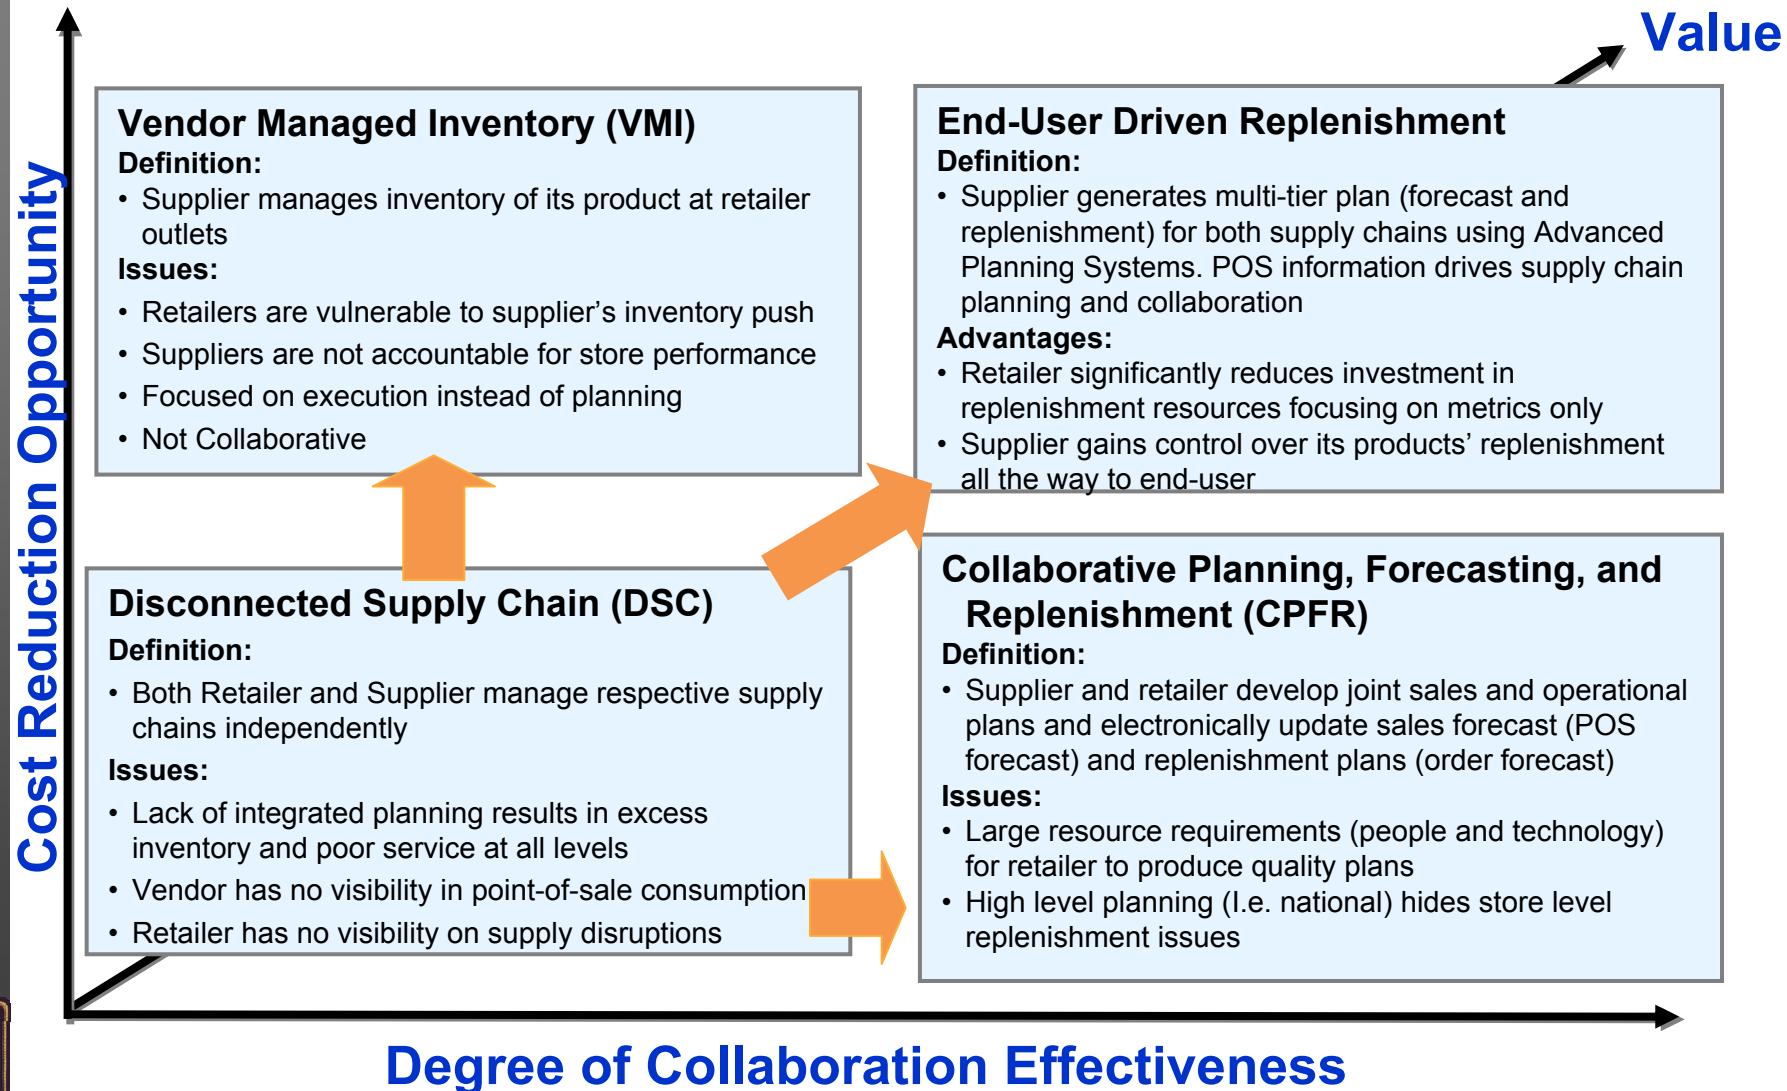 Value
Cost Reduction Opportunity
Vendor Managed Inventory (VMI)
Definition:
• Supplier manages inventory of its product at retailer
outlets
Issues:
• Retailers are vulnerable to supplier’s inventory push
• Suppliers are not accountable for store performance
• Focused on execution instead of planning
• Not Collaborative
End-User Driven Replenishment
Definition:
• Supplier generates multi-tier plan (forecast and
replenishment) for both supply chains using Advanced
Planning Systems. POS information drives supply chain
planning and collaboration
Advantages:
• Retailer significantly reduces investment in
replenishment resources focusing on metrics only
• Supplier gains control over its products’ replenishment
all the way to end-user
Disconnected Supply Chain (DSC)
Definition:
• Both Retailer and Supplier manage respective supply
chains independently
Issues:
• Lack of integrated planning results in excess
inventory and poor service at all levels
• Vendor has no visibility in point-of-sale consumption
• Retailer has no visibility on supply disruptions
Collaborative Planning, Forecasting, and
Replenishment (CPFR)
Definition:
• Supplier and retailer develop joint sales and operational
plans and electronically update sales forecast (POS
forecast) and replenishment plans (order forecast)
Issues:
• Large resource requirements (people and technology)
for retailer to produce quality plans
• High level planning (I.e. national) hides store level
replenishment issues
Degree of Collaboration Effectiveness